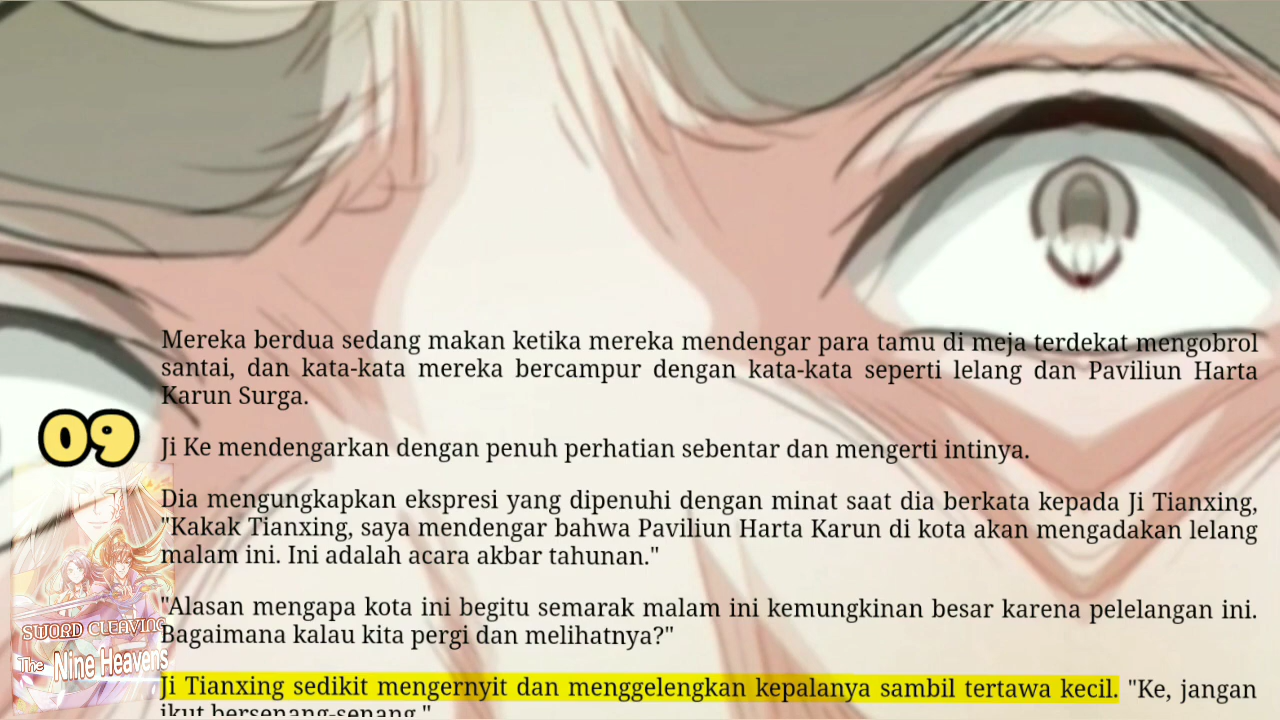 Mereka berdua sedang makan ketika mereka mendengar para tamu di meja terdekat mengobrol
santai, dan kata-kata mereka bercampur dengan kata-kata seperti lelang dan Paviliun Harta
Karun Surga.
Ji Ke mendengarkan dengan penuh perhatian sebentar dan mengerti intinya.
Dia mengungkapkan ekspresi yang dipenuhi dengan minat saat dia berkata kepada Ji Tianxing,
"Kakak Tianxing, saya mendengar bahwa Paviliun Harta Karun di kota akan mengadakan lelang
malam ini. Ini adalah acara akbar tahunan."
"Alasan mengapa kota ini begitu semarak malam ini kemungkinan besar karena pelelangan ini.
Bagaimana kalau kita pergi dan melihatnya?"
Ji Tianxing sedikit mengernyit dan menggelengkan kepalanya sambil tertawa kecil. "Ke, jangan
ikut bersenang-senang."
09
SWORD CLEAVING
The Nine Heavens